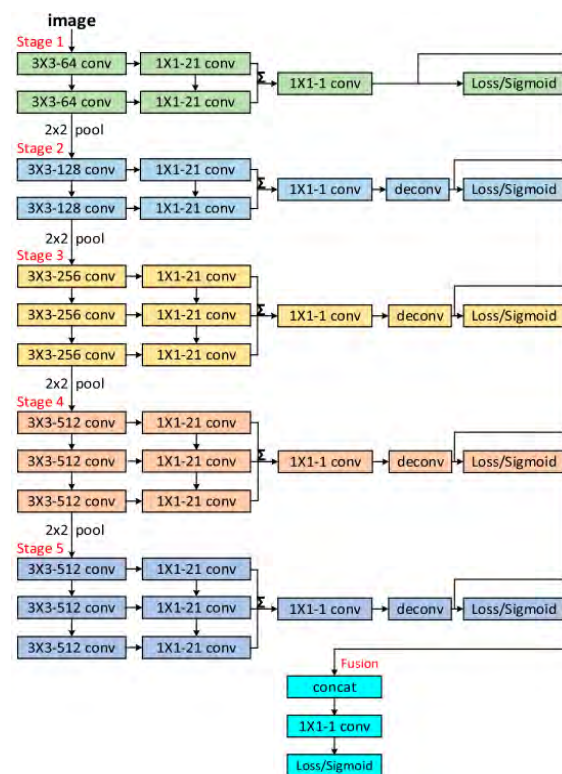 image
Stage 1
3X3-64 conv 1X1-21 conv
Σ 1X1-1 conv Loss/Sigmoid
3X3-64 conv 1X1-21 conv
2x2 pool
Stage 2
3X3-128 conv 1X1-21 conv
Σ 1X1-1 conv deconv Loss/Sigmoid
3X3-128 conv 1X1-21 conv
2x2 pool
Stage 3
3X3-256 conv 1X1-21 conv
3X3-256 conv 1X1-21 conv Σ 1X1-1 conv deconv Loss/Sigmoid
3X3-256 conv 1X1-21 conv
2x2 pool
Stage 4
3X3-512 conv 1X1-21 conv
3X3-512 conv 1X1-21 conv Σ 1X1-1 conv deconv Loss/Sigmoid
3X3-512 conv 1X1-21 conv
2x2 pool
Stage 5
3X3-512 conv 1X1-21 conv
3X3-512 conv 1X1-21 conv Σ 1X1-1 conv deconv Loss/Sigmoid
3X3-512 conv 1X1-21 conv
Fusion
concat
1X1-1 conv
Loss/Sigmoid